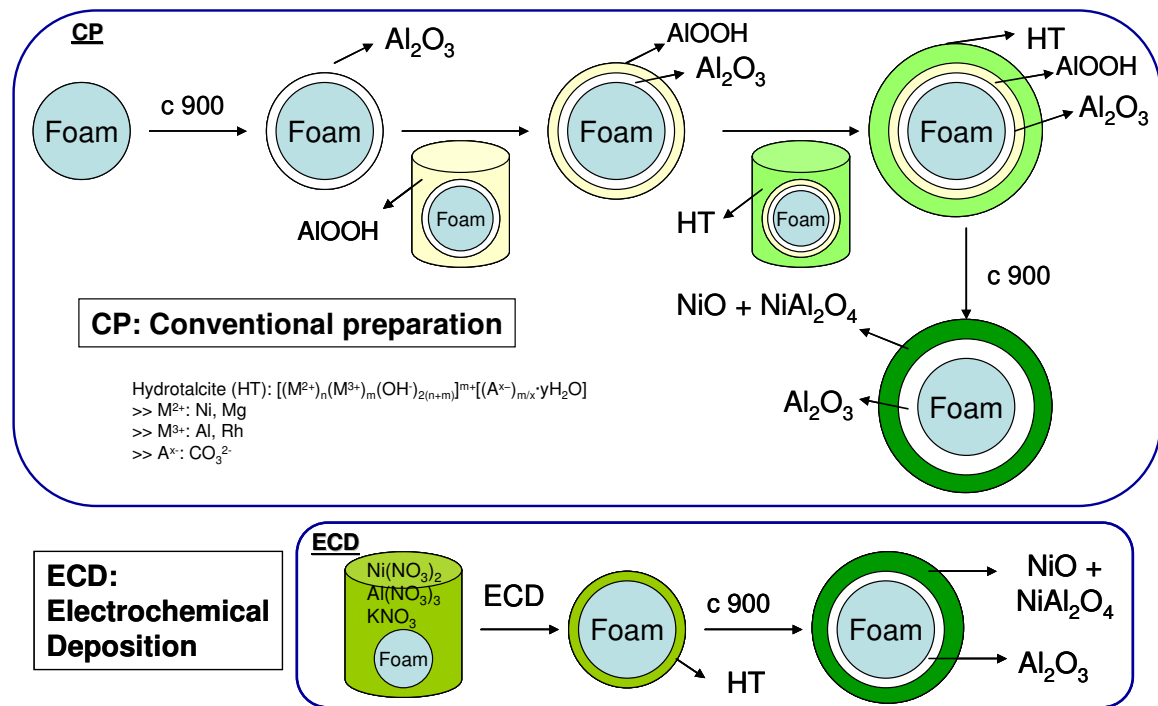 CP
Foam
c 900
Al₂O₃
Foam
AlOOH
Foam
AlOOH
Al₂O₃
Foam
HT
Foam
HT
AlOOH
Al₂O₃
Foam
c 900
NiO + NiAl₂O₄
Al₂O₃
Foam
CP: Conventional preparation
Hydrotalcite (HT): [(M²⁺)ₙ(M³⁺)ₘ(OH⁻)₂₍ₙ₊ₘ₎]ᵐ⁺[(Aˣ⁻)ₘ/ₓ·yH₂O]
>> M²⁺: Ni, Mg
>> M³⁺: Al, Rh
>> Aˣ⁻: CO₃²⁻
ECD:
Electrochemical
Deposition
ECD
Ni(NO₃)₂
Al(NO₃)₃
KNO₃
Foam
ECD
Foam
HT
c 900
Foam
NiO +
NiAl₂O₄
Al₂O₃